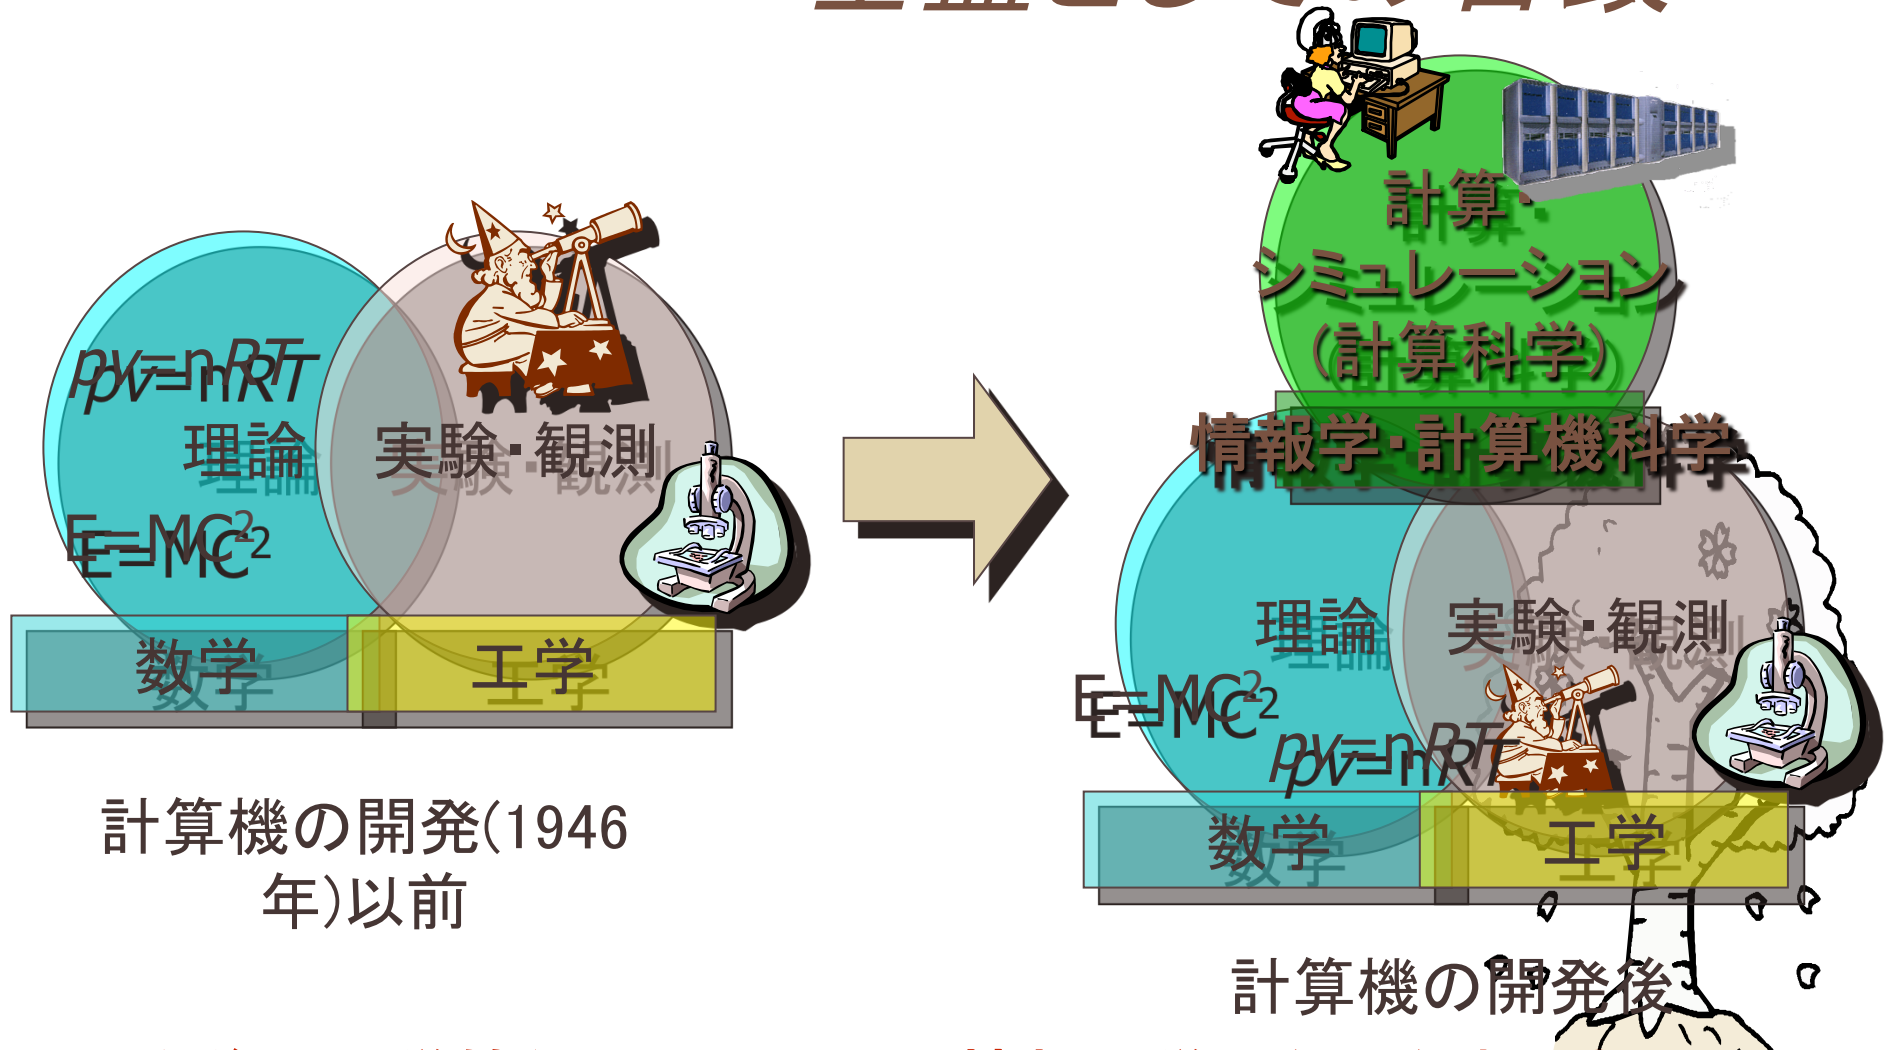 pv=nRT
理論
実験・観測
E=MC²
数学
工学
計算機の開発(1946
年)以前
計算・
シミュレーション
(計算科学)
情報学・計算機科学
理論
実験・観測
E=MC²
pv=nRT
数学
工学
計算機の開発後